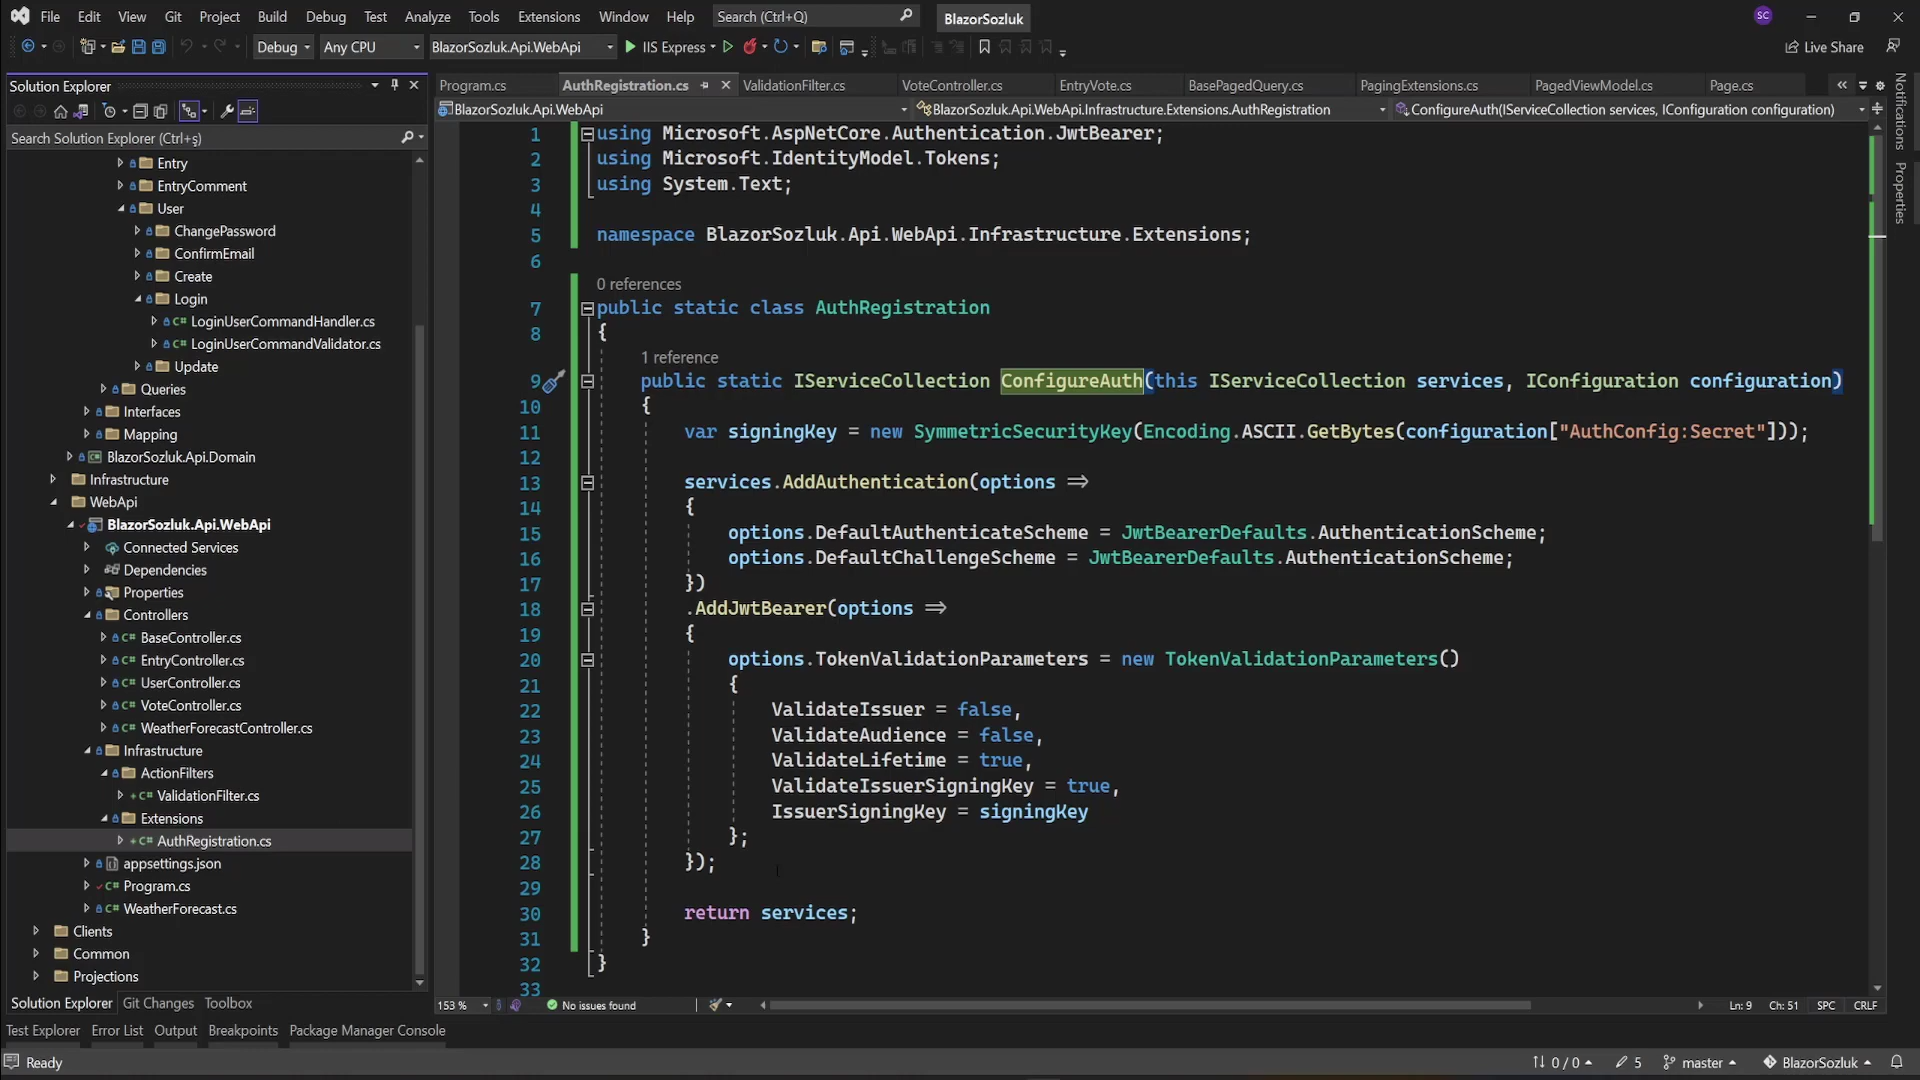 File Edit View Git Project Build Debug Test Analyze Tools Extensions Window Help Search (Ctrl+Q) BlazorSozluk SC
Debug Any CPU BlazorSozluk.Api.WebApi IIS Express Live Share
Solution Explorer
Search Solution Explorer (Ctrl+ş)
Entry
EntryComment
User
ChangePassword
ConfirmEmail
Create
Login
C# LoginUserCommandHandler.cs
C# LoginUserCommandValidator.cs
Update
Queries
Interfaces
Mapping
BlazorSozluk.Api.Domain
Infrastructure
WebApi
BlazorSozluk.Api.WebApi
Connected Services
Dependencies
Properties
Controllers
C# BaseController.cs
C# EntryController.cs
C# UserController.cs
C# VoteController.cs
C# WeatherForecastController.cs
Infrastructure
ActionFilters
C# ValidationFilter.cs
Extensions
C# AuthRegistration.cs
appsettings.json
C# Program.cs
C# WeatherForecast.cs
Clients
Common
Projections
Solution Explorer Git Changes Toolbox
Program.cs AuthRegistration.cs ValidationFilter.cs VoteController.cs EntryVote.cs BasePagedQuery.cs PagingExtensions.cs PagedViewModel.cs Page.cs
BlazorSozluk.Api.WebApi BlazorSozluk.Api.WebApi.Infrastructure.Extensions.AuthRegistration ConfigureAuth(IServiceCollection services, IConfiguration configuration)
1 using Microsoft.AspNetCore.Authentication.JwtBearer;
2 using Microsoft.IdentityModel.Tokens;
3 using System.Text;
4
5 namespace BlazorSozluk.Api.WebApi.Infrastructure.Extensions;
6
0 references
7 public static class AuthRegistration
8 {
1 reference
9 public static IServiceCollection ConfigureAuth(this IServiceCollection services, IConfiguration configuration)
10 {
11 var signingKey = new SymmetricSecurityKey(Encoding.ASCII.GetBytes(configuration["AuthConfig:Secret"]));
12
13 services.AddAuthentication(options =>
14 {
15 options.DefaultAuthenticateScheme = JwtBearerDefaults.AuthenticationScheme;
16 options.DefaultChallengeScheme = JwtBearerDefaults.AuthenticationScheme;
17 })
18 .AddJwtBearer(options =>
19 {
20 options.TokenValidationParameters = new TokenValidationParameters()
21 {
22 ValidateIssuer = false,
23 ValidateAudience = false,
24 ValidateLifetime = true,
25 ValidateIssuerSigningKey = true,
26 IssuerSigningKey = signingKey
27 };
28 });
29
30 return services;
31 }
32 }
33
153 % No issues found Ln: 9 Ch: 51 SPC CRLF
Notifications
Properties
Test Explorer Error List Output Breakpoints Package Manager Console
Ready 0 / 0 5 master BlazorSozluk